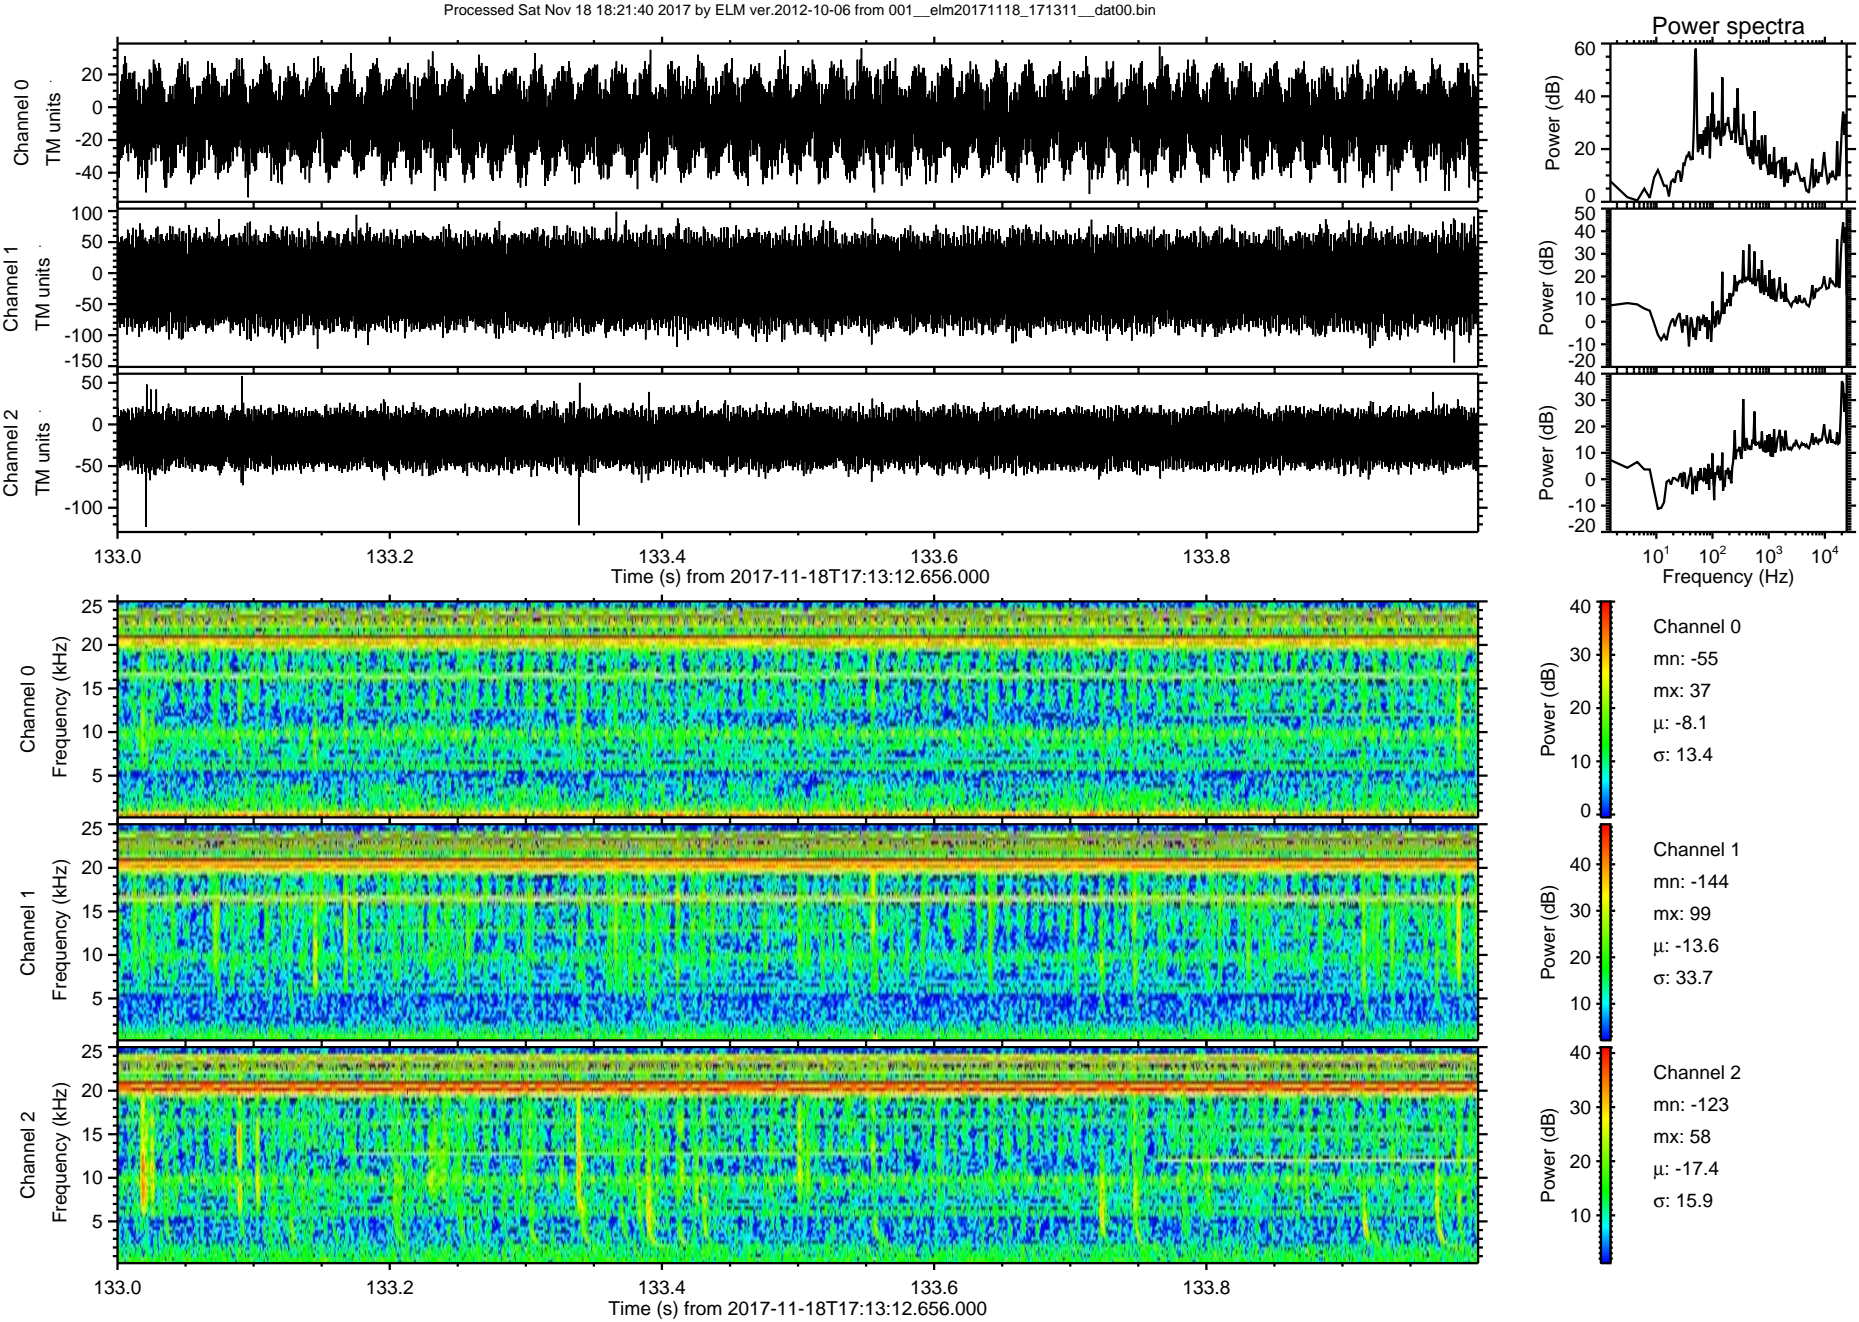 Processed Sat Nov 18 18:21:40 2017 by ELM ver.2012-10-06 from 001__elm20171118_171311__dat00.bin
Power spectra
Channel 0
TM units
20
0
-20
-40
Power (dB)
60
40
20
0
Channel 1
TM units
100
50
0
-50
-100
-150
Power (dB)
50
40
30
20
10
0
-10
-20
Channel 2
TM units
50
0
-50
-100
Power (dB)
40
30
20
10
0
-10
-20
133.0 133.2 133.4 133.6 133.8
Time (s) from 2017-11-18T17:13:12.656.000
10^1 10^2 10^3 10^4
Frequency (Hz)
Channel 0
Frequency (kHz)
25
20
15
10
5
Power (dB)
40
30
20
10
0
Channel 0
mn: -55
mx: 37
μ: -8.1
σ: 13.4
Channel 1
Frequency (kHz)
25
20
15
10
5
Power (dB)
40
30
20
10
Channel 1
mn: -144
mx: 99
μ: -13.6
σ: 33.7
Channel 2
Frequency (kHz)
25
20
15
10
5
Power (dB)
40
30
20
10
Channel 2
mn: -123
mx: 58
μ: -17.4
σ: 15.9
133.0 133.2 133.4 133.6 133.8
Time (s) from 2017-11-18T17:13:12.656.000